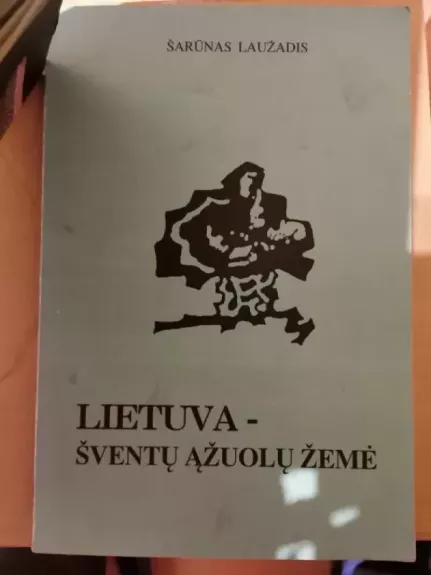 ŠARŪNAS LAUŽADIS
LIETUVA -
ŠVENTŲ ĄŽUOLŲ ŽEMĖ